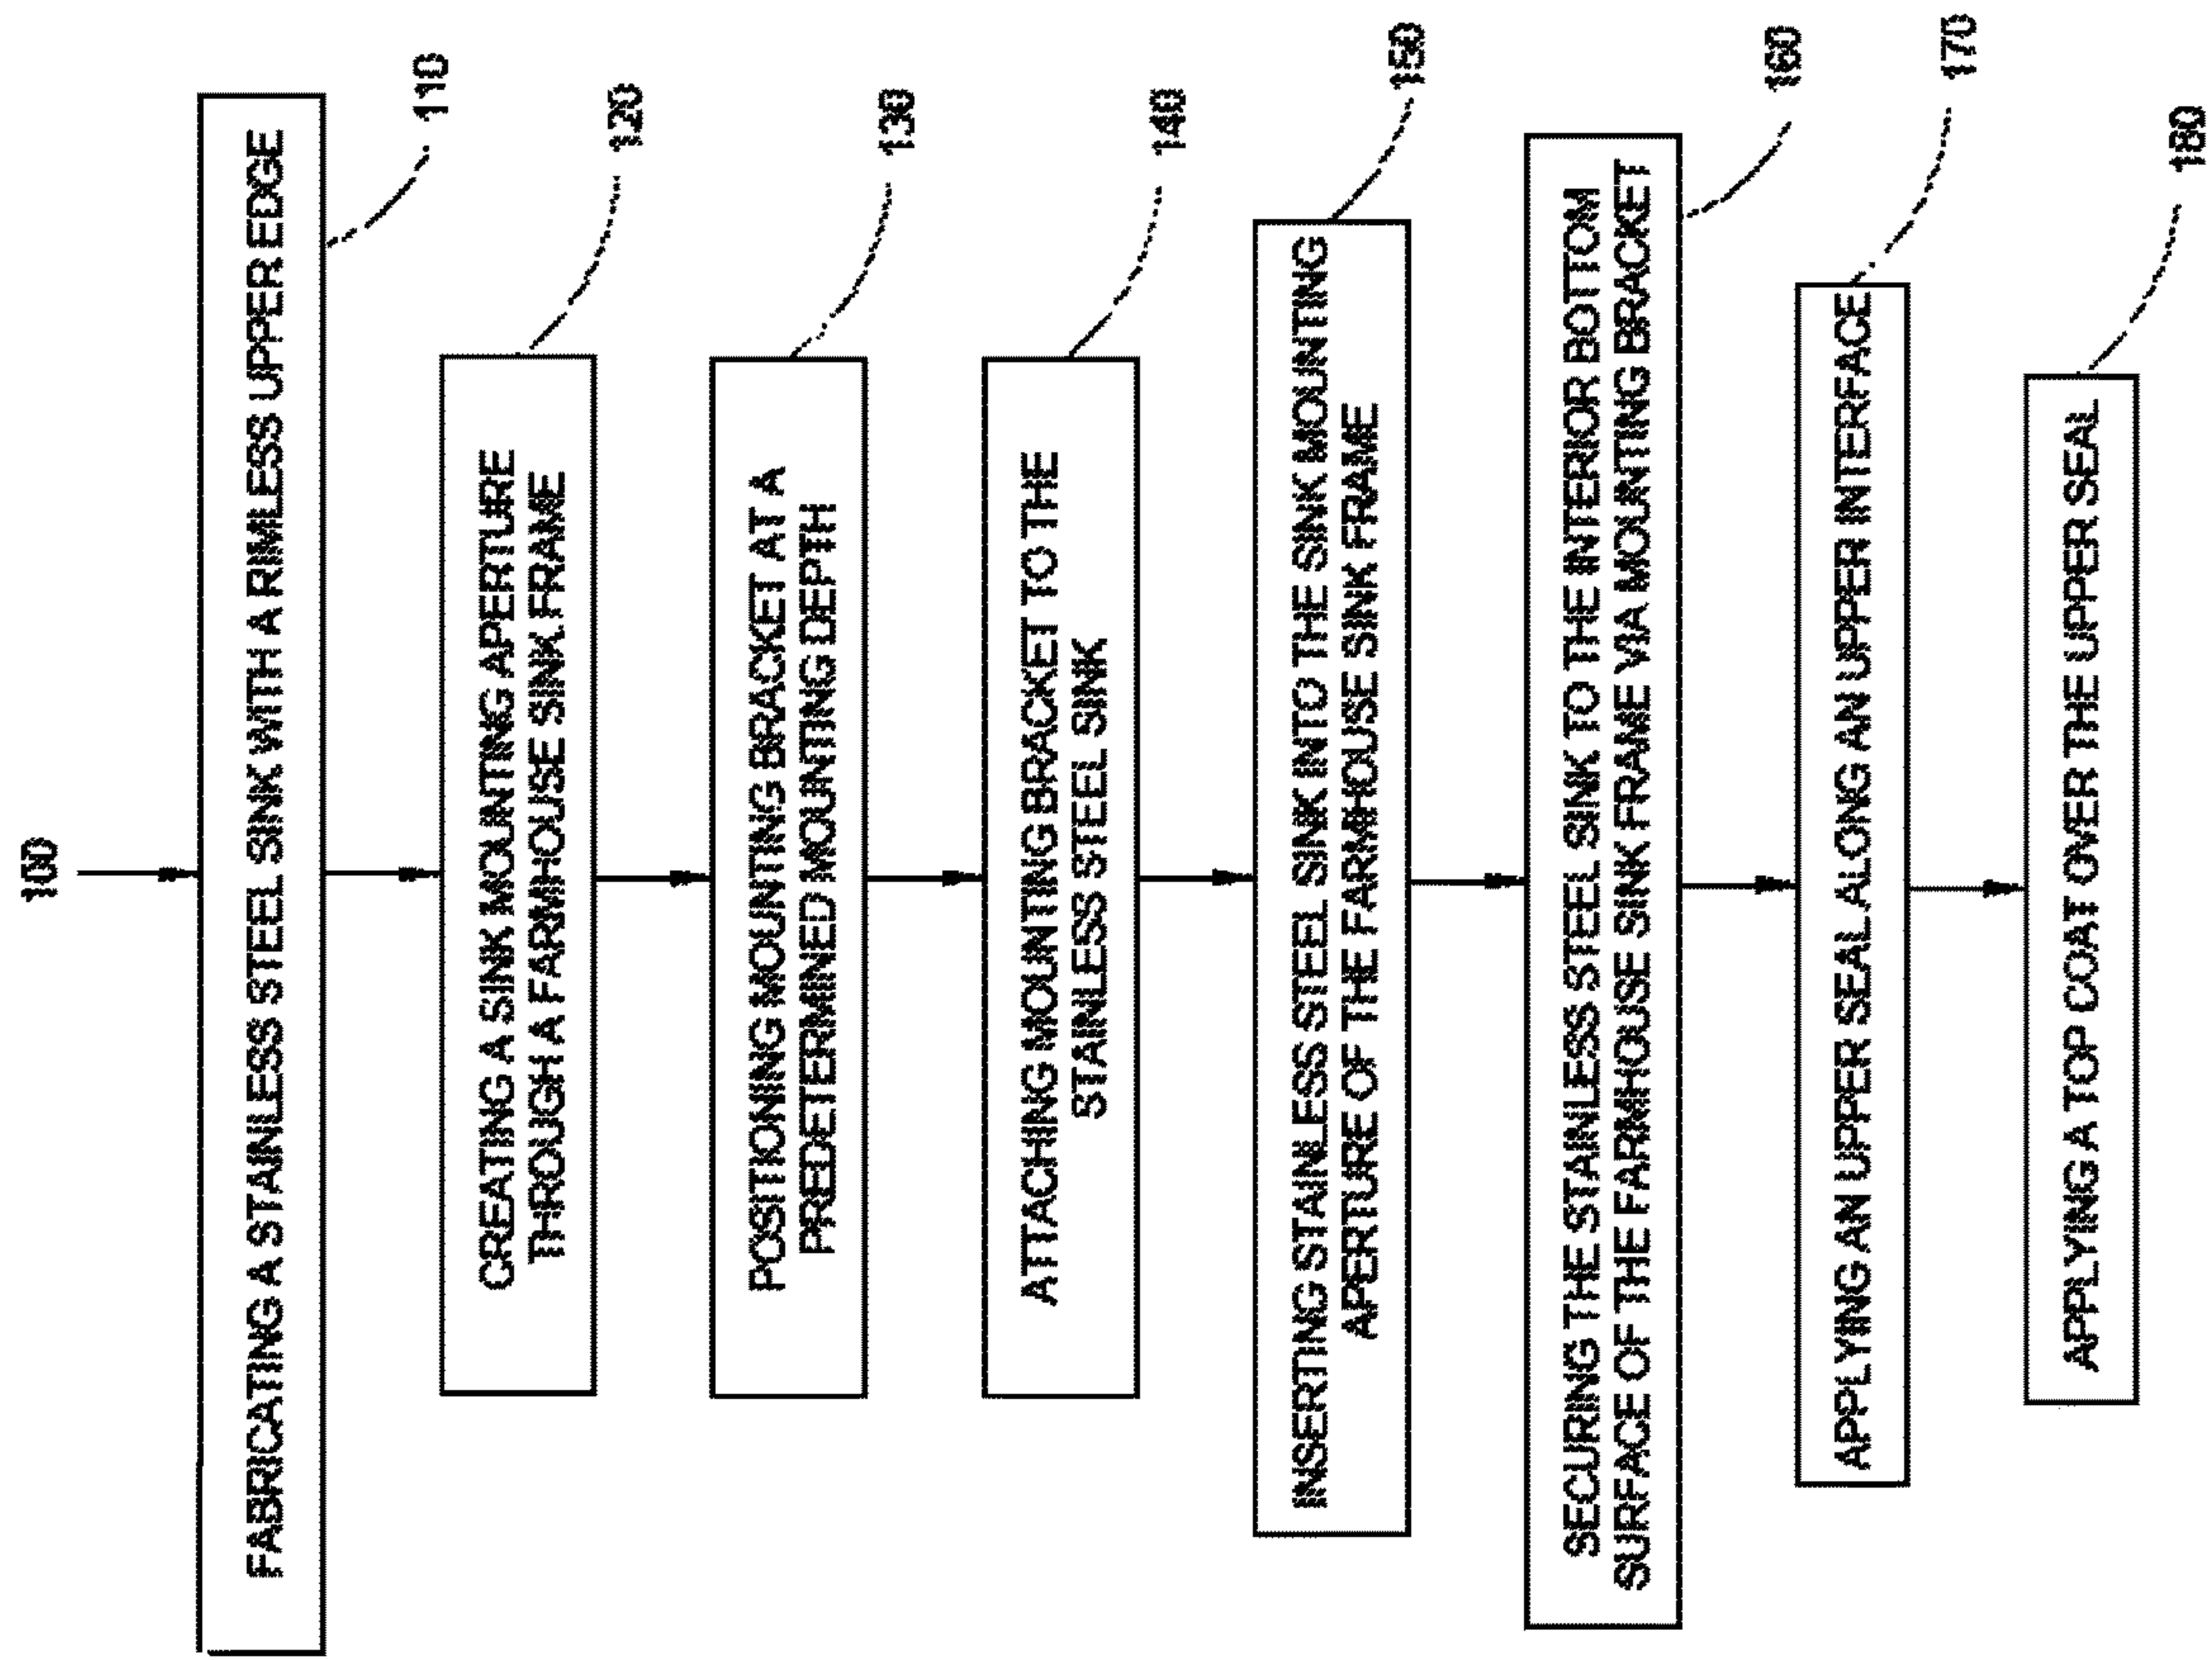 100
FABRICATING A STAINLESS STEEL SINK WITH A RIMLESS UPPER EDGE
110
CREATING A SINK MOUNTING APERTURE
THROUGH A FARMHOUSE SINK FRAME
120
POSITIONING MOUNTING BRACKET AT A
PREDETERMINED MOUNTING DEPTH
130
ATTACHING MOUNTING BRACKET TO THE
STAINLESS STEEL SINK
140
INSERTING STAINLESS STEEL SINK INTO THE SINK MOUNTING
APERTURE OF THE FARMHOUSE SINK FRAME
150
SECURING THE STAINLESS STEEL SINK TO THE INTERIOR BOTTOM
SURFACE OF THE FARMHOUSE SINK FRAME VIA MOUNTING BRACKET
160
APPLYING AN UPPER SEAL ALONG AN UPPER INTERFACE
170
APPLYING A TOP COAT OVER THE UPPER SEAL
180